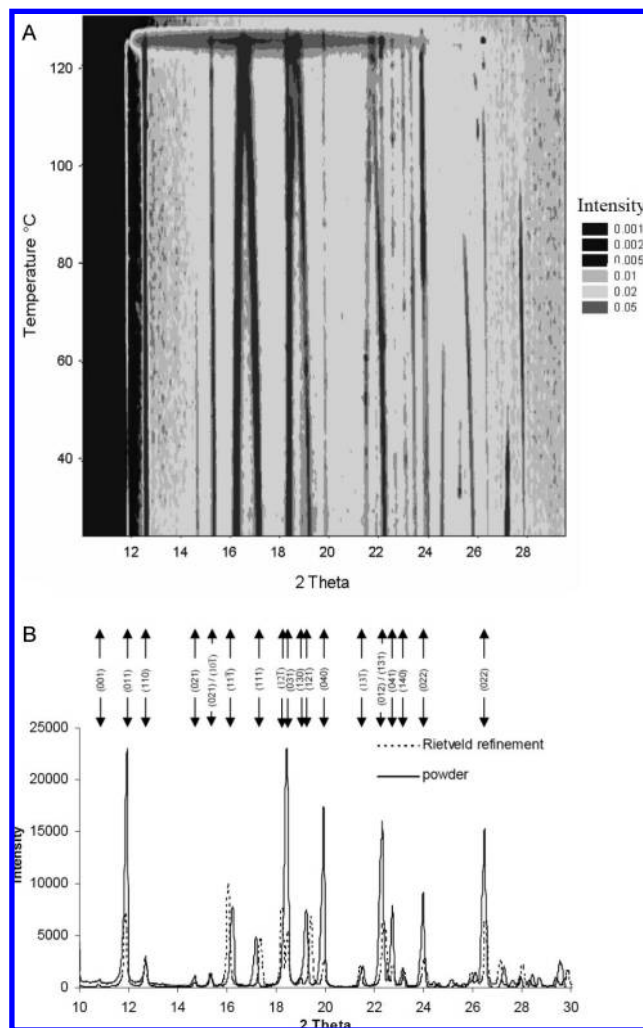 A
120
100
80
60
40
Temperature °C
12 14 16 18 20 22 24 26 28
2 Theta
Intensity
0.001
0.002
0.005
0.01
0.02
0.05
B
(001) (011) (110) (021) (021) / (101̄) (111̄) (111) (121̄) (031) (130) (121) (040) (131̄) (012) / (131) (041) (140) (022) (022)
Rietveld refinement
powder
25000
20000
15000
10000
5000
0
Intensity
10 12 14 16 18 20 22 24 26 28 30
2 Theta